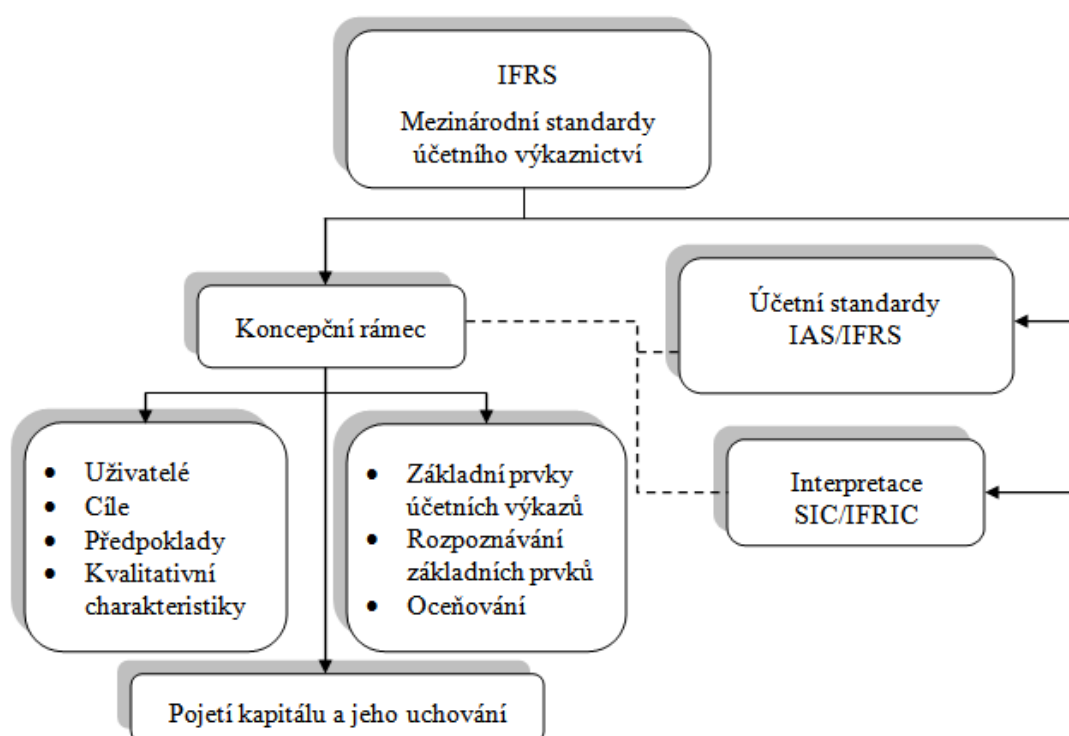 IFRS
Mezinárodní standardy
účetního výkaznictví
Koncepční rámec
Účetní standardy
IAS/IFRS
Interpretace
SIC/IFRIC
• Uživatelé
• Cíle
• Předpoklady
• Kvalitativní
charakteristiky
• Základní prvky
účetních výkazů
• Rozpoznávání
základních prvků
• Oceňování
Pojetí kapitálu a jeho uchování